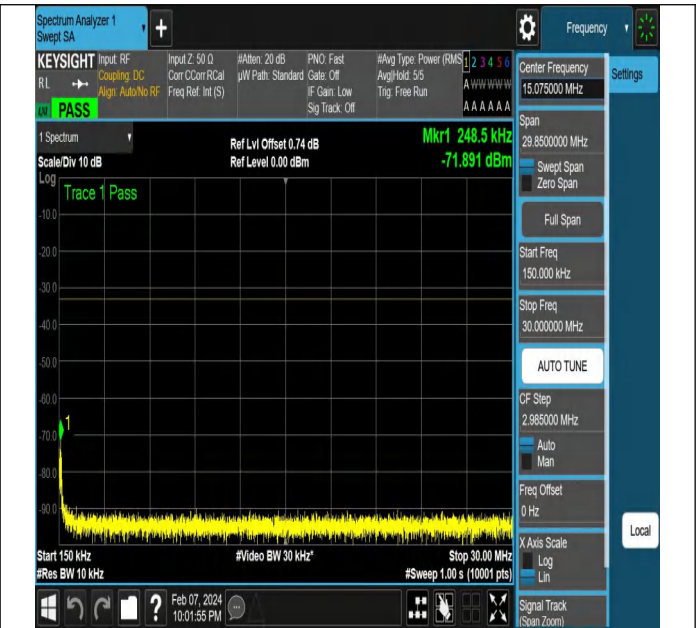 Spectrum Analyzer 1
Swept SA
+
Frequency
KEYSIGHT
RL
PASS
Input: RF
Coupling: DC
Align: Auto/No RF
Input Z: 50 Ω
Corr CCorr RCal
Freq Ref: Int (S)
#Atten: 20 dB
µW Path: Standard
PNO: Fast
Gate: Off
IF Gain: Low
Sig Track: Off
#Avg Type: Power (RMS
Avg|Hold: 5/5
Trig: Free Run
1 2 3 4 5 6
A W W W W W
A A A A A A
1 Spectrum
Scale/Div 10 dB
Ref Lvl Offset 0.74 dB
Ref Level 0.00 dBm
Mkr1 248.5 kHz
-71.891 dBm
Log
Trace 1 Pass
-10.0
-20.0
-30.0
-40.0
-50.0
-60.0
1
-70.0
-80.0
-90.0
Start 150 kHz
#Video BW 30 kHz*
Stop 30.00 MHz
#Res BW 10 kHz
#Sweep 1.00 s (10001 pts)
Feb 07, 2024
10:01:55 PM
?
Center Frequency
15.075000 MHz
Settings
Span
29.8500000 MHz
Swept Span
Zero Span
Full Span
Start Freq
150.000 kHz
Stop Freq
30.000000 MHz
AUTO TUNE
CF Step
2.985000 MHz
Auto
Man
Freq Offset
0 Hz
X Axis Scale
Log
Lin
Local
Signal Track
(Span Zoom)